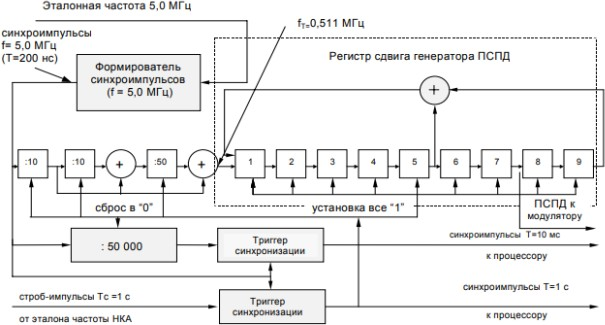 Эталонная частота 5,0 МГц
синхроимпульсы
f= 5,0 МГц
(T=200 нс)
Формирователь
синхроимпульсов
(f = 5,0 МГц)
fT=0,511 МГц
Регистр сдвига генератора ПСПД
+
:10
:10
+
:50
+
1
2
3
4
5
6
7
8
9
сброс в "0"
установка все "1"
ПСПД к
модулятору
: 50 000
Триггер
синхронизации
синхроимпульсы T=10 мс
к процессору
строб-импульсы Tс =1 с
от эталона частоты НКА
Триггер
синхронизации
синхроимпульсы T=1 с
к процессору